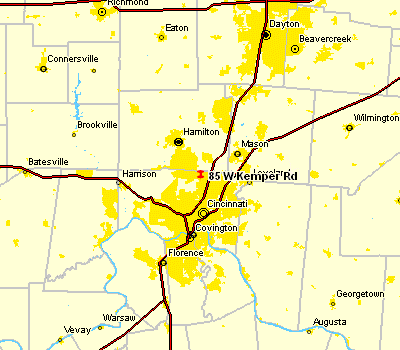 Richmond
Dayton
Eaton
Beavercreek
Connersville
Brookville
Hamilton
Wilmington
Mason
Batesville
Harrison
85 W Kemper Rd
Cincinnati
Covington
Florence
Georgetown
Warsaw
Augusta
Vevay